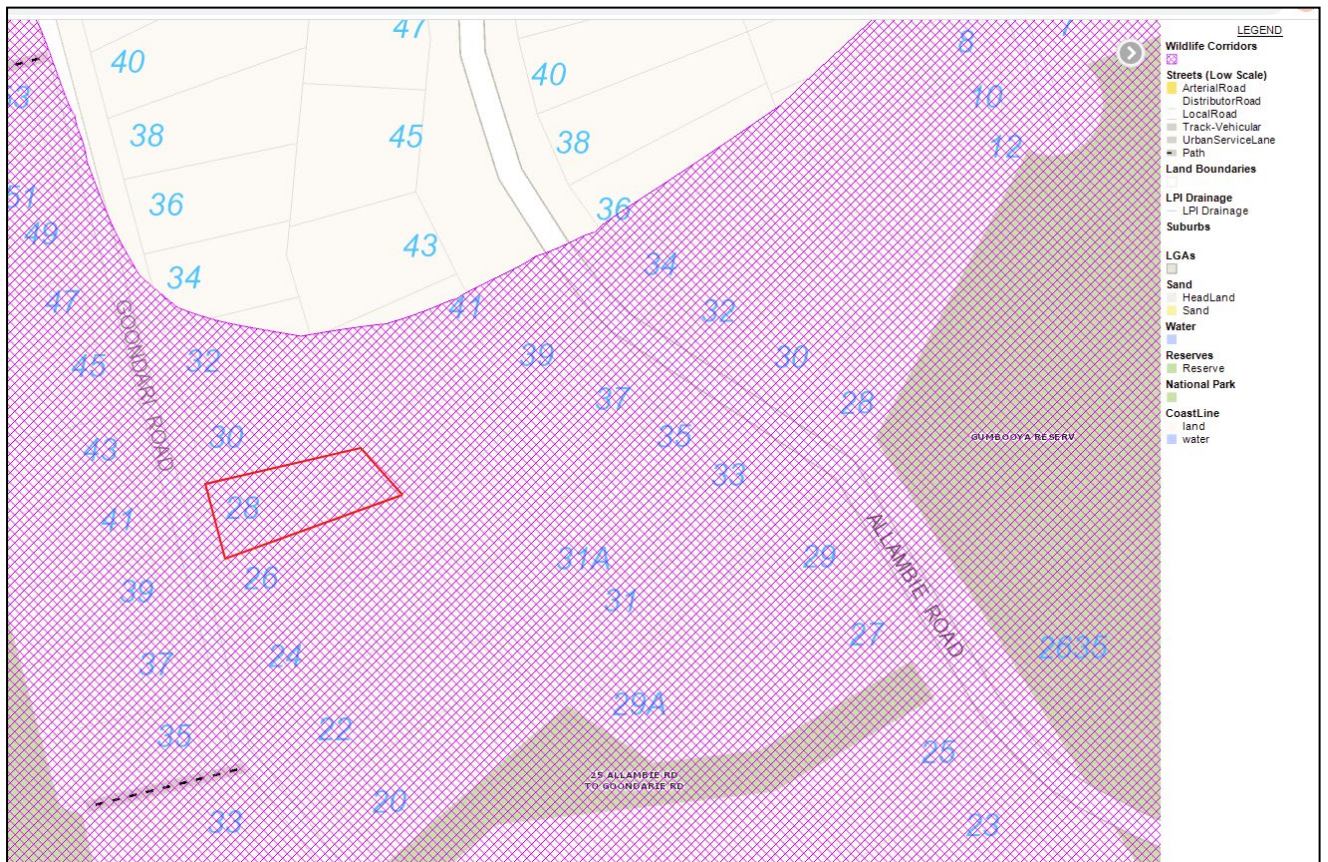 47
40
38
45
36
43
34
41
40
38
36
8
7
10
12
53
51
49
47
45
43
41
39
37
35
33
GOONDARI ROAD
32
30
28
26
24
22
20
39
37
35
33
31A
31
29A
34
32
30
28
29
27
25
23
ALLAMBIE ROAD
2635
GUMBOOYA RESERV
25 ALLAMBIE RD
TO GOONDARIE RD
LEGEND
Wildlife Corridors
Streets (Low Scale)
ArterialRoad
DistributorRoad
LocalRoad
Track-Vehicular
UrbanServiceLane
Path
Land Boundaries
LPI Drainage
LPI Drainage
Suburbs
LGAs
Sand
HeadLand
Sand
Water
Reserves
Reserve
National Park
CoastLine
land
water